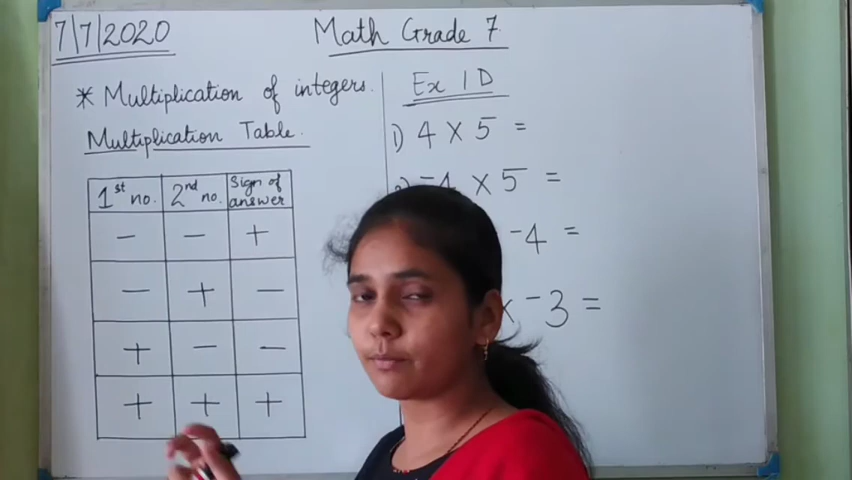 7/7/2020
Math Grade 7
* Multiplication of integers.
Multiplication Table.
1st no. 2nd no. Sign of answer
− − +
− + −
+ − −
+ + +
Ex 1D
1) 4 × 5 =
-4 × 5 =
-4 =
× -3 =